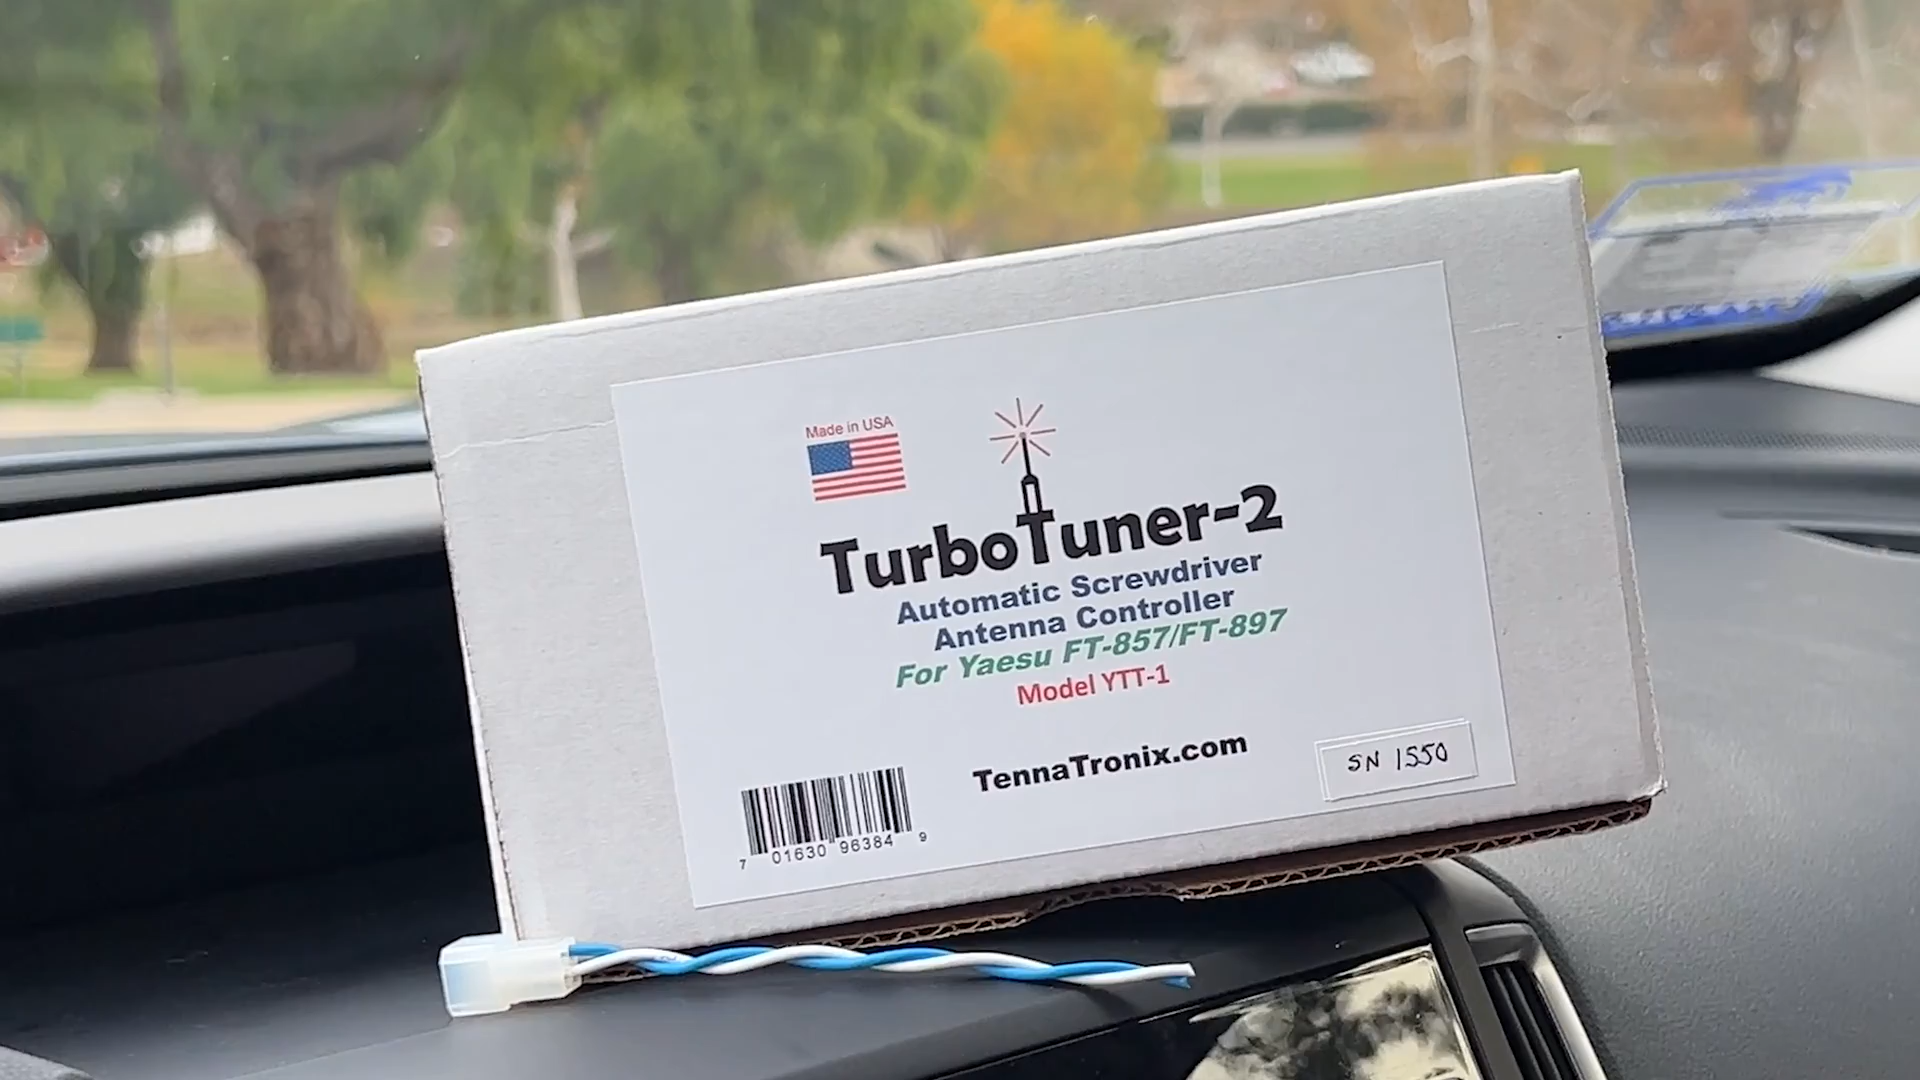 Made in USA
TurboTuner-2
Automatic Screwdriver
Antenna Controller
For Yaesu FT-857/FT-897
Model YTT-1
TennaTronix.com
SN 1550
7 01630 96384 9